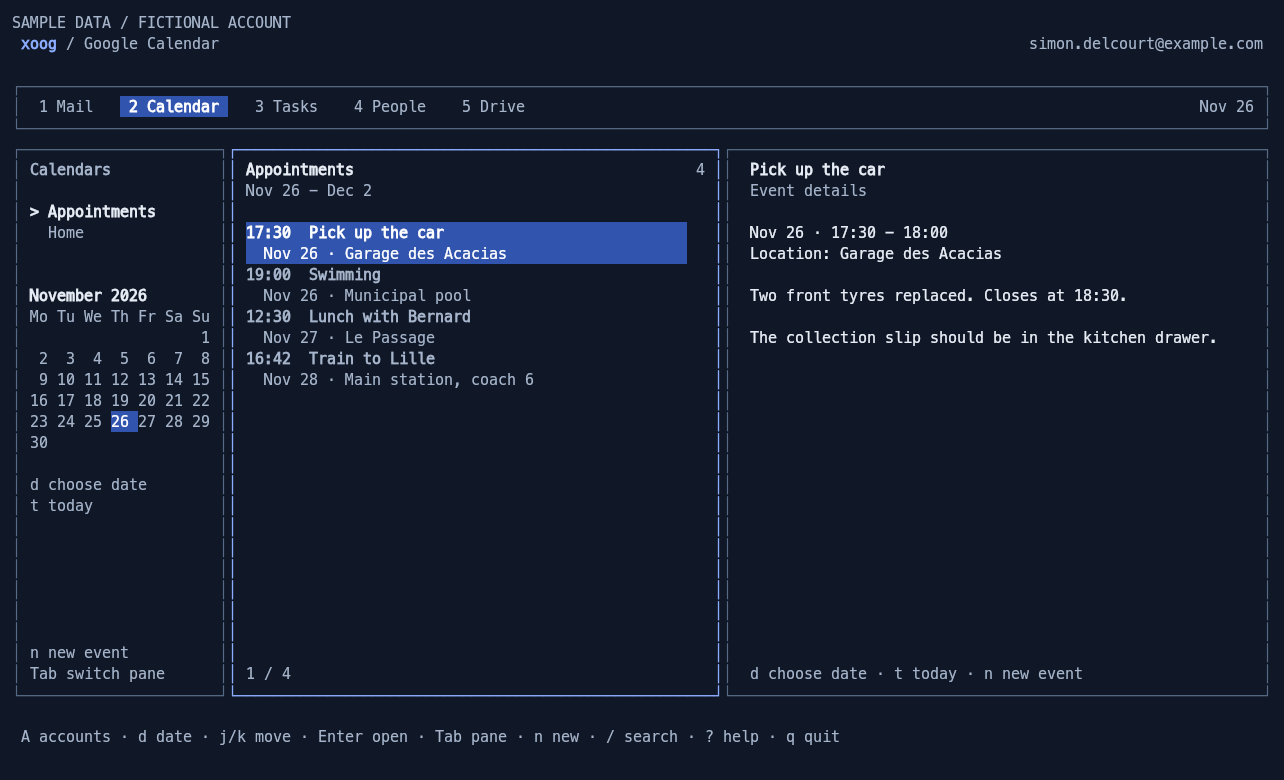 SAMPLE DATA / FICTIONAL ACCOUNT
xoog / Google Calendar
simon.delcourt@example.com
1 Mail 2 Calendar 3 Tasks 4 People 5 Drive
Nov 26
Calendars
> Appointments
Home
November 2026
Mo Tu We Th Fr Sa Su
1
2 3 4 5 6 7 8
9 10 11 12 13 14 15
16 17 18 19 20 21 22
23 24 25 26 27 28 29
30
d choose date
t today
n new event
Tab switch pane
Appointments 4
Nov 26 – Dec 2
17:30 Pick up the car
Nov 26 · Garage des Acacias
19:00 Swimming
Nov 26 · Municipal pool
12:30 Lunch with Bernard
Nov 27 · Le Passage
16:42 Train to Lille
Nov 28 · Main station, coach 6
1 / 4
Pick up the car
Event details
Nov 26 · 17:30 – 18:00
Location: Garage des Acacias
Two front tyres replaced. Closes at 18:30.
The collection slip should be in the kitchen drawer.
d choose date · t today · n new event
A accounts · d date · j/k move · Enter open · Tab pane · n new · / search · ? help · q quit